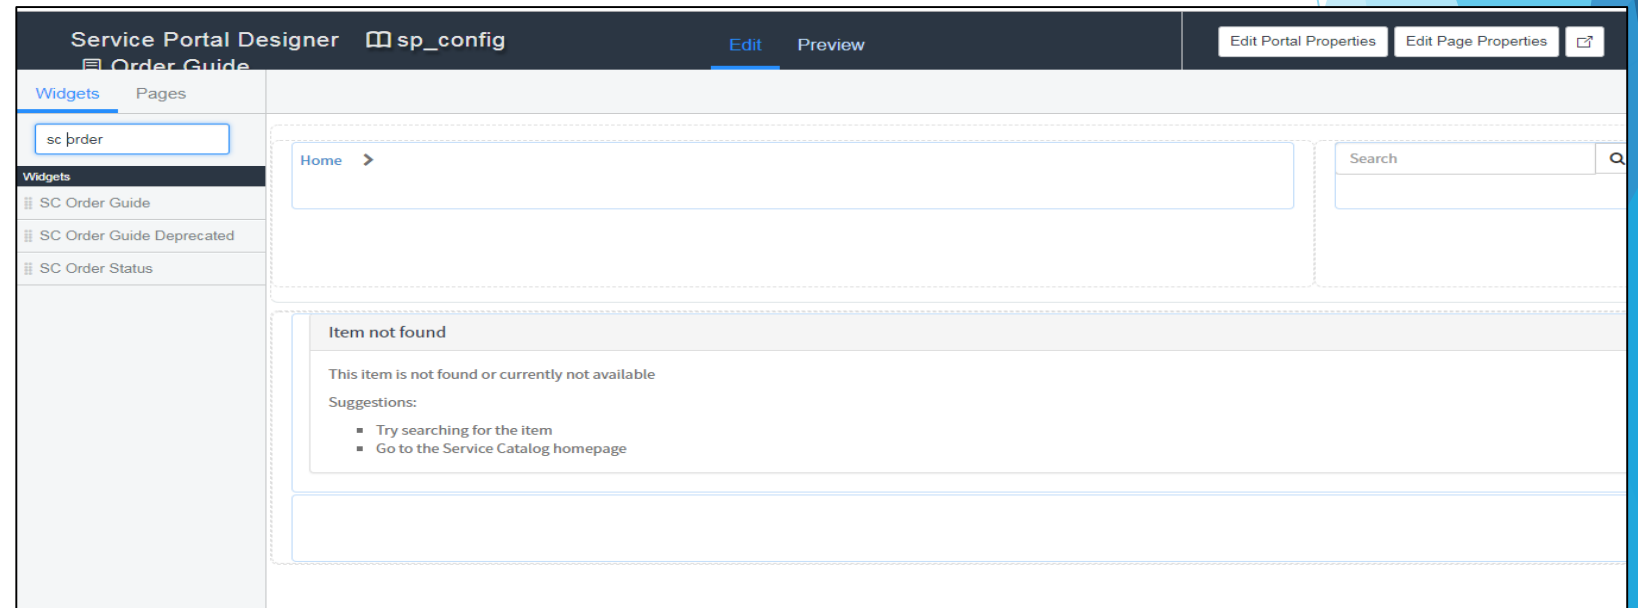 Service Portal Designer sp_config
Order Guide
Edit Preview
Edit Portal Properties Edit Page Properties
Widgets Pages
sc order
Widgets
SC Order Guide
SC Order Guide Deprecated
SC Order Status
Home
Search
Item not found
This item is not found or currently not available
Suggestions:
Try searching for the item
Go to the Service Catalog homepage